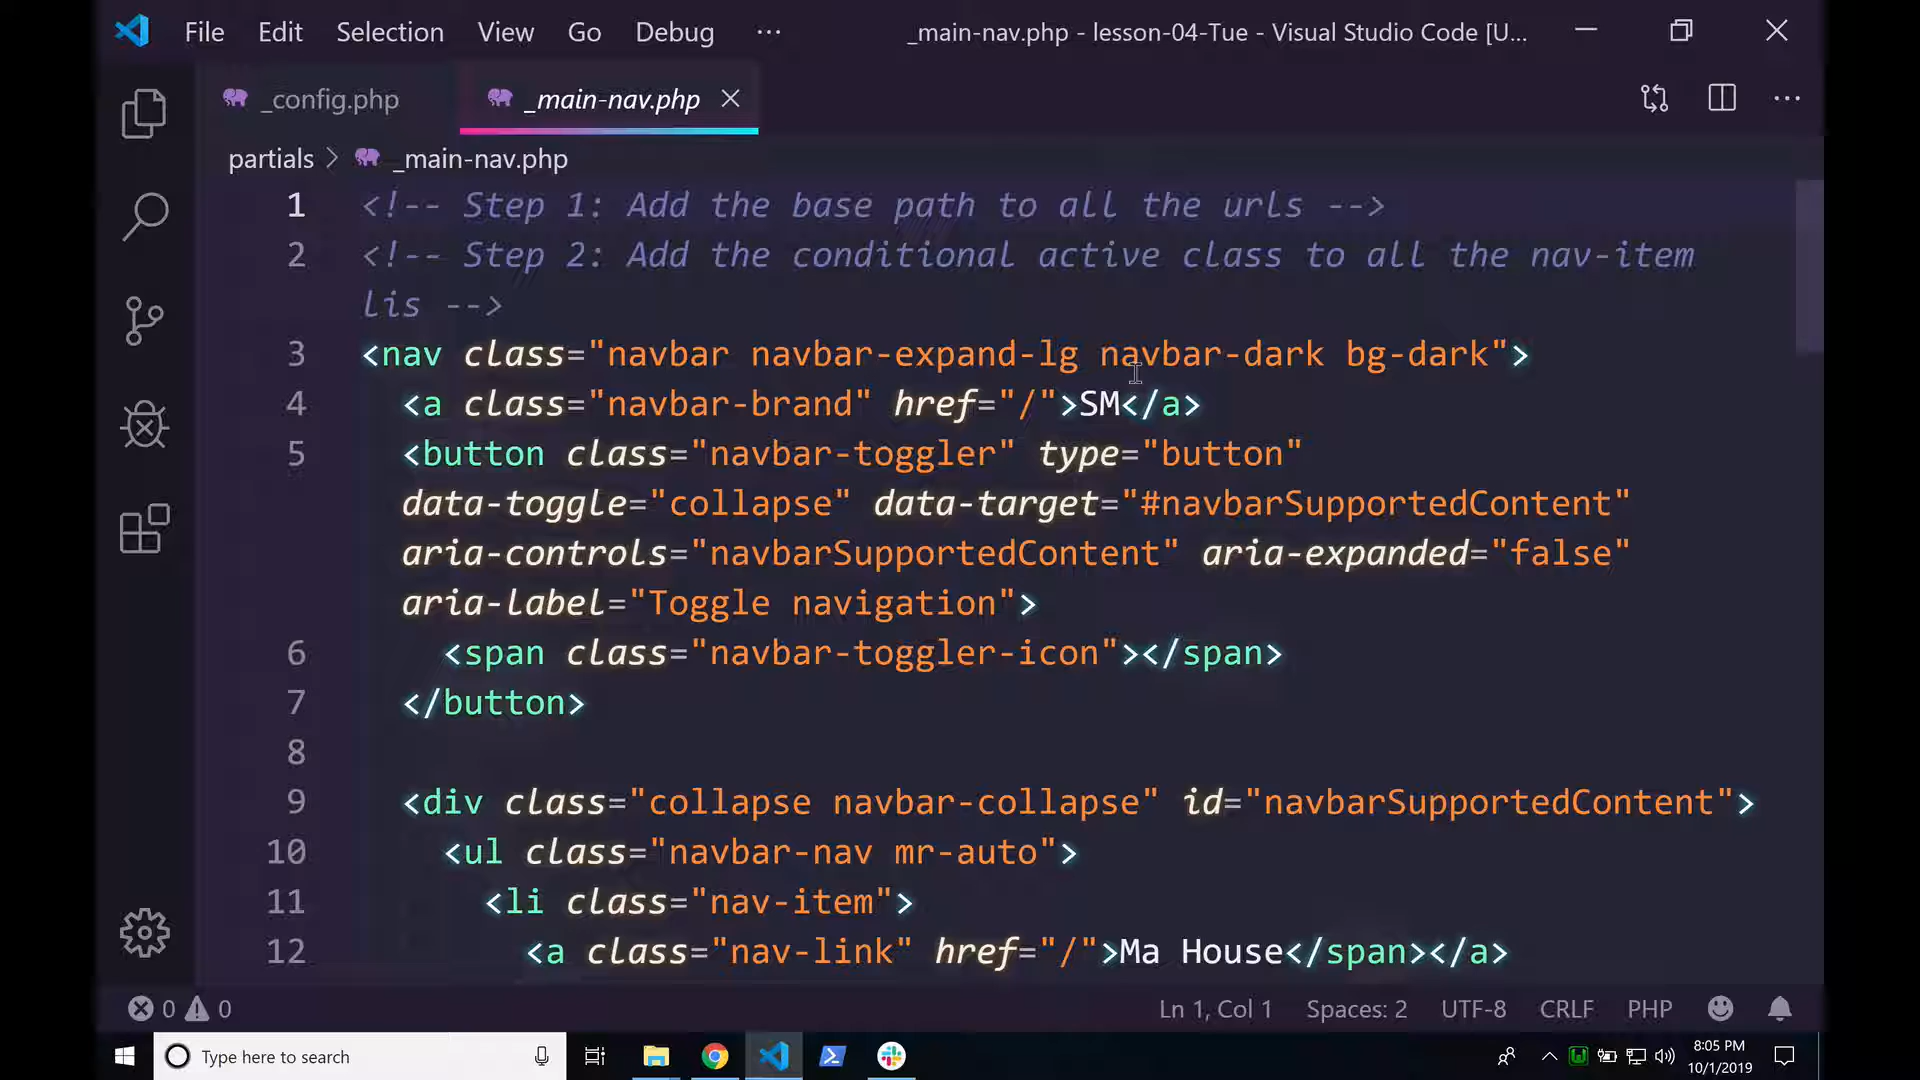 File Edit Selection View Go Debug ··· _main-nav.php - lesson-04-Tue - Visual Studio Code [U...
_config.php _main-nav.php
partials > _main-nav.php
1 <!-- Step 1: Add the base path to all the urls -->
2 <!-- Step 2: Add the conditional active class to all the nav-item
lis -->
3 <nav class="navbar navbar-expand-lg navbar-dark bg-dark">
4 <a class="navbar-brand" href="/">SM</a>
5 <button class="navbar-toggler" type="button"
data-toggle="collapse" data-target="#navbarSupportedContent"
aria-controls="navbarSupportedContent" aria-expanded="false"
aria-label="Toggle navigation">
6 <span class="navbar-toggler-icon"></span>
7 </button>
8
9 <div class="collapse navbar-collapse" id="navbarSupportedContent">
10 <ul class="navbar-nav mr-auto">
11 <li class="nav-item">
12 <a class="nav-link" href="/">Ma House</span></a>
0 0 Ln 1, Col 1 Spaces: 2 UTF-8 CRLF PHP
Type here to search
8:05 PM
10/1/2019